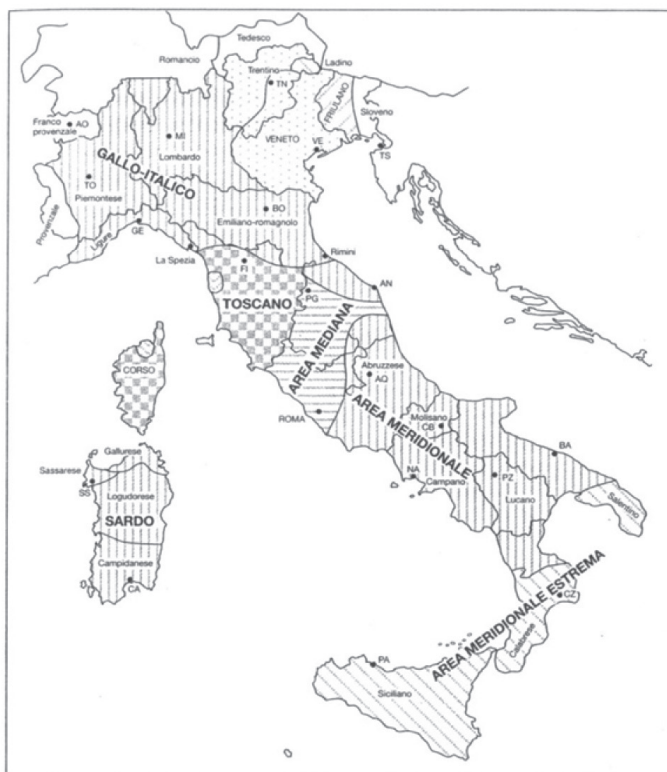 Tedesco
Romancio
Ladino
Trentino
TN
FRIULANO
Sloveno
Franco
provenzale
AO
MI
Lombardo
VENETO
VE
TS
GALLO-ITALICO
TO
Piemontese
Provenzale
BO
Emiliano-romagnolo
GE
Ligure
La Spezia
Rimini
FI
TOSCANO
AN
PG
AREA MEDIANA
CORSO
Abruzzese
AQ
ROMA
AREA MERIDIONALE
Molisano
CB
BA
Gallurese
Sassarese
SS
NA
Campano
PZ
Lucano
Salentino
Logudorese
SARDO
Campidanese
CA
CZ
AREA MERIDIONALE ESTREMA
Calabrese
PA
Siciliano